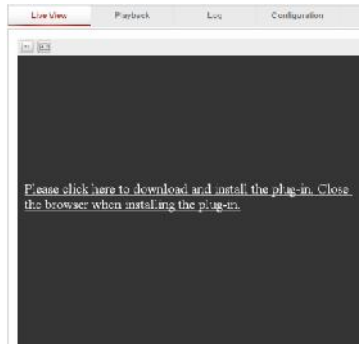 Live View Playback Log Configuration
Please click here to download and install the plug-in. Close
the browser when installing the plug-in.